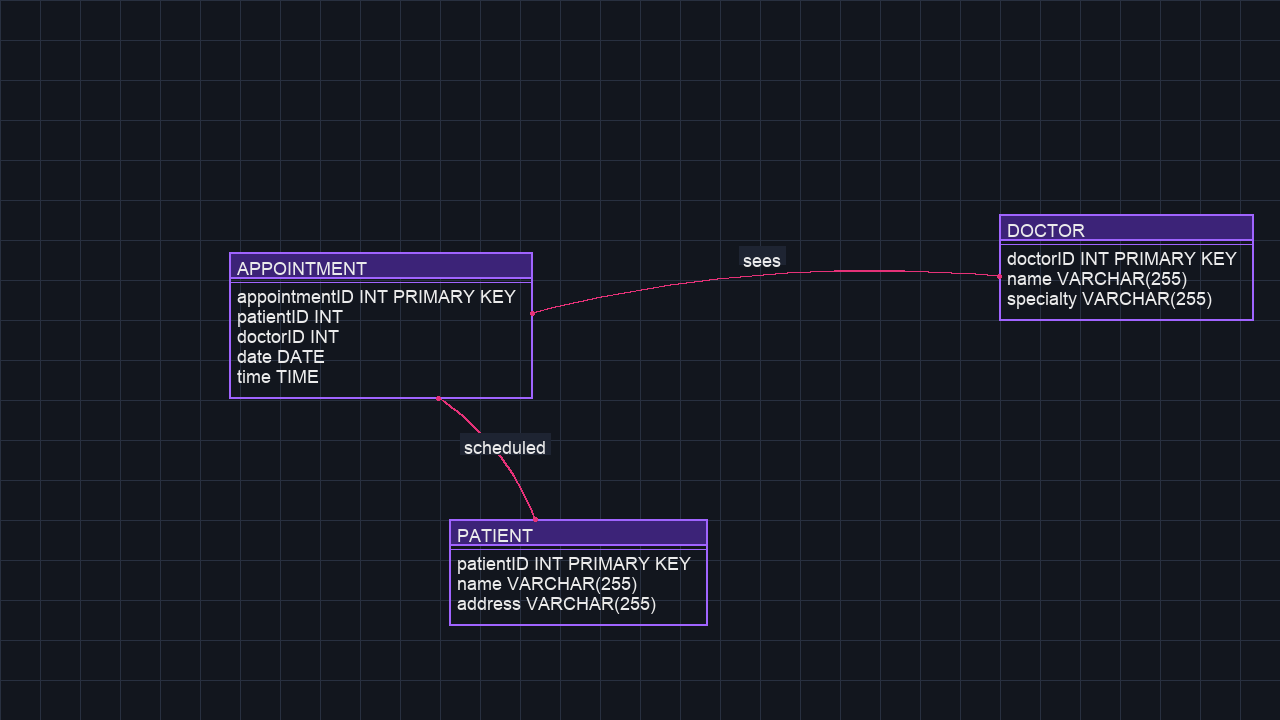 APPOINTMENT
appointmentID INT PRIMARY KEY
patientID INT
doctorID INT
date DATE
time TIME
sees
DOCTOR
doctorID INT PRIMARY KEY
name VARCHAR(255)
specialty VARCHAR(255)
scheduled
PATIENT
patientID INT PRIMARY KEY
name VARCHAR(255)
address VARCHAR(255)